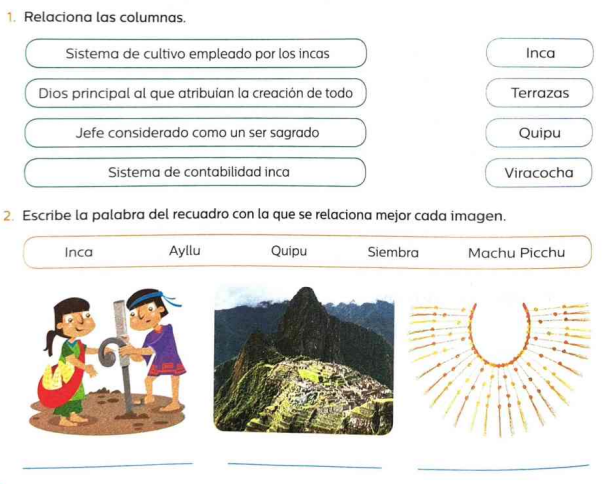 1. Relaciona las columnas.
Sistema de cultivo empleado por los incas
Inca
Dios principal al que atribuían la creación de todo
Terrazas
Jefe considerado como un ser sagrado
Quipu
Sistema de contabilidad inca
Viracocha
2. Escribe la palabra del recuadro con la que se relaciona mejor cada imagen.
Inca Ayllu Quipu Siembra Machu Picchu